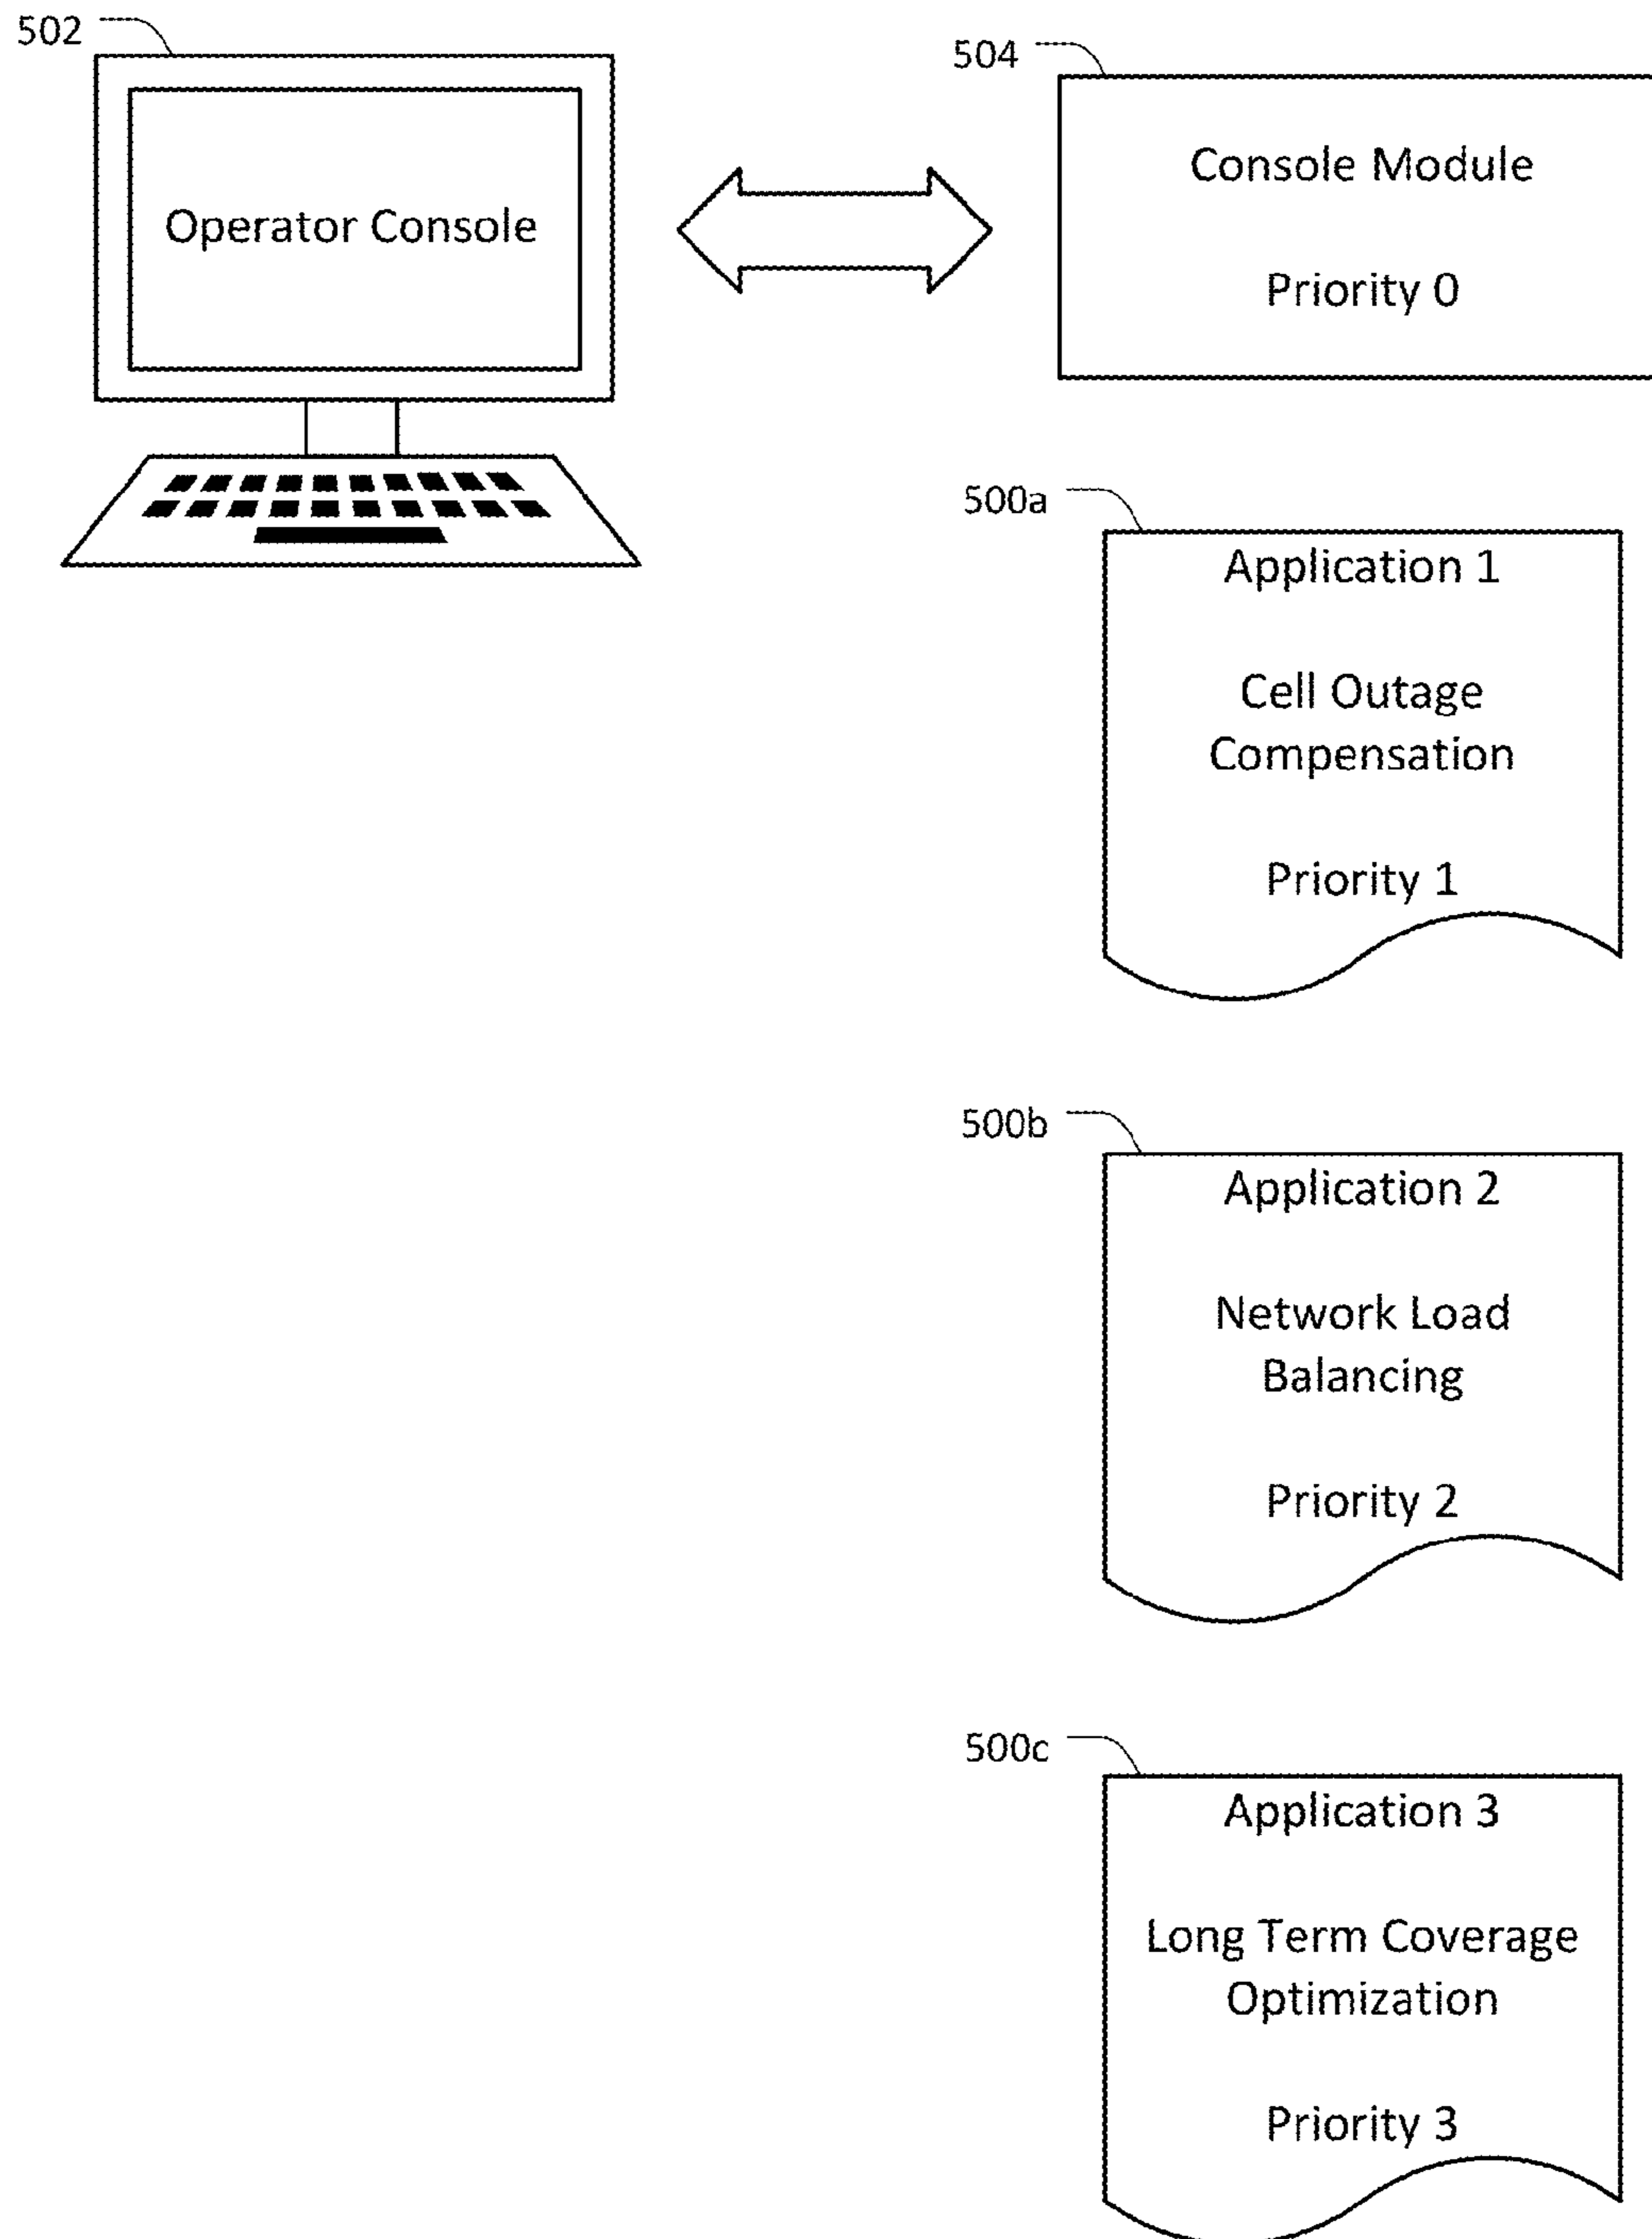 502
Operator Console
504
Console Module
Priority 0
500a
Application 1
Cell Outage
Compensation
Priority 1
500b
Application 2
Network Load
Balancing
Priority 2
500c
Application 3
Long Term Coverage
Optimization
Priority 3